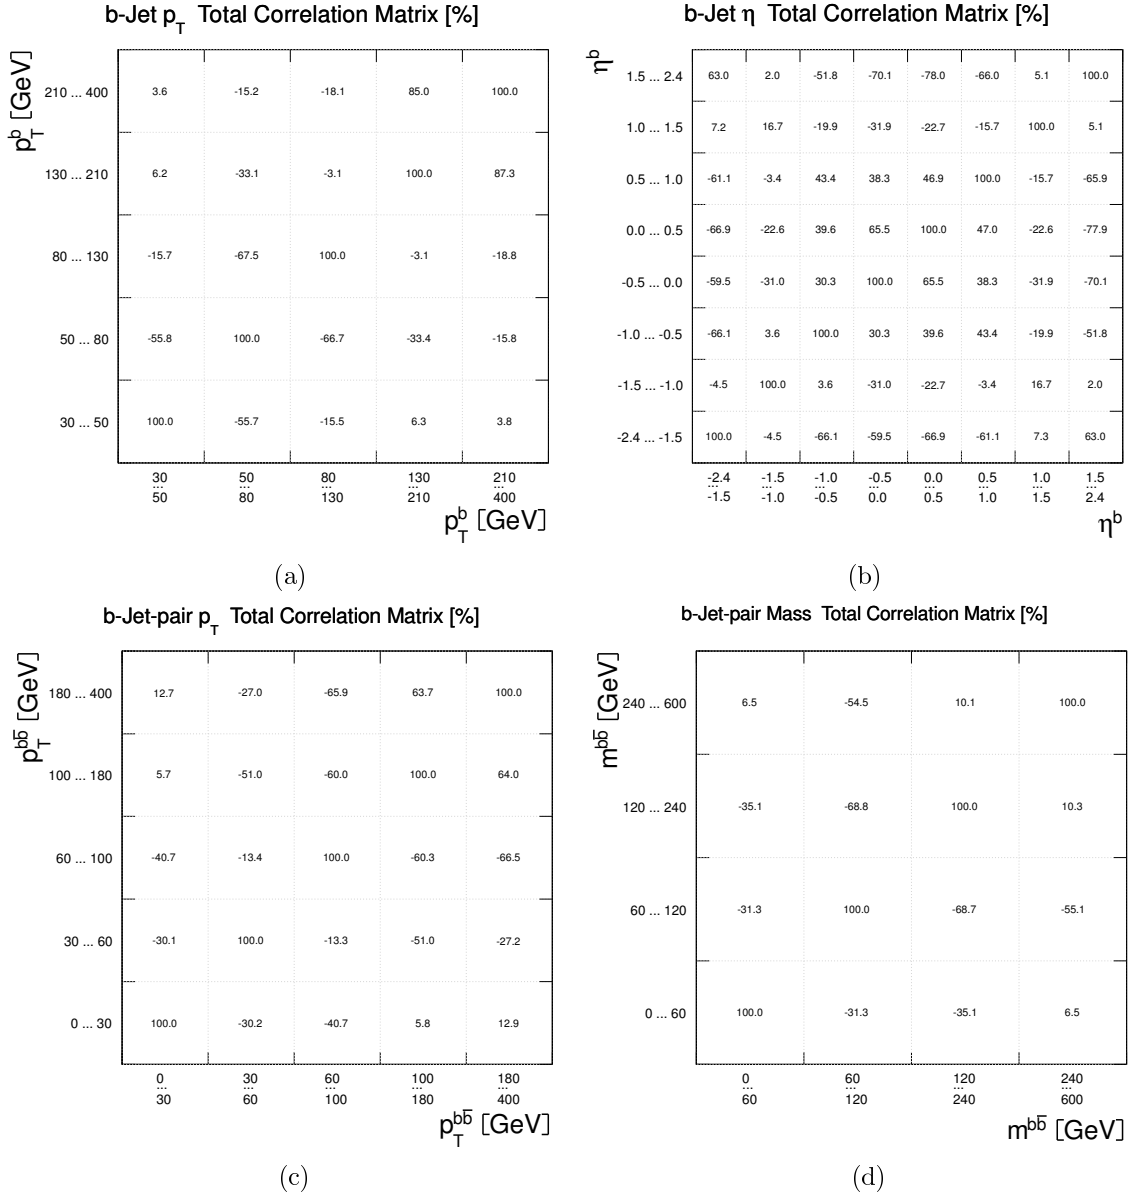 b-Jet p_T Total Correlation Matrix [%]
p_T^b [GeV]
210 ... 400 3.6 -15.2 -18.1 85.0 100.0
130 ... 210 6.2 -33.1 -3.1 100.0 87.3
80 ... 130 -15.7 -67.5 100.0 -3.1 -18.8
50 ... 80 -55.8 100.0 -66.7 -33.4 -15.8
30 ... 50 100.0 -55.7 -15.5 6.3 3.8
30 50 80 130 210
... ... ... ... ...
50 80 130 210 400
p_T^b [GeV]
(a)
b-Jet η Total Correlation Matrix [%]
η^b
1.5 ... 2.4 63.0 2.0 -51.8 -70.1 -78.0 -66.0 5.1 100.0
1.0 ... 1.5 7.2 16.7 -19.9 -31.9 -22.7 -15.7 100.0 5.1
0.5 ... 1.0 -61.1 -3.4 43.4 38.3 46.9 100.0 -15.7 -65.9
0.0 ... 0.5 -66.9 -22.6 39.6 65.5 100.0 47.0 -22.6 -77.9
-0.5 ... 0.0 -59.5 -31.0 30.3 100.0 65.5 38.3 -31.9 -70.1
-1.0 ... -0.5 -66.1 3.6 100.0 30.3 39.6 43.4 -19.9 -51.8
-1.5 ... -1.0 -4.5 100.0 3.6 -31.0 -22.7 -3.4 16.7 2.0
-2.4 ... -1.5 100.0 -4.5 -66.1 -59.5 -66.9 -61.1 7.3 63.0
-2.4 -1.5 -1.0 -0.5 0.0 0.5 1.0 1.5
... ... ... ... ... ... ... ...
-1.5 -1.0 -0.5 0.0 0.5 1.0 1.5 2.4
η^b
(b)
b-Jet-pair p_T Total Correlation Matrix [%]
p_T^{bb̅} [GeV]
180 ... 400 12.7 -27.0 -65.9 63.7 100.0
100 ... 180 5.7 -51.0 -60.0 100.0 64.0
60 ... 100 -40.7 -13.4 100.0 -60.3 -66.5
30 ... 60 -30.1 100.0 -13.3 -51.0 -27.2
0 ... 30 100.0 -30.2 -40.7 5.8 12.9
0 30 60 100 180
... ... ... ... ...
30 60 100 180 400
p_T^{bb̅} [GeV]
(c)
b-Jet-pair Mass Total Correlation Matrix [%]
m^{bb̅} [GeV]
240 ... 600 6.5 -54.5 10.1 100.0
120 ... 240 -35.1 -68.8 100.0 10.3
60 ... 120 -31.3 100.0 -68.7 -55.1
0 ... 60 100.0 -31.3 -35.1 6.5
0 60 120 240
... ... ... ...
60 120 240 600
m^{bb̅} [GeV]
(d)